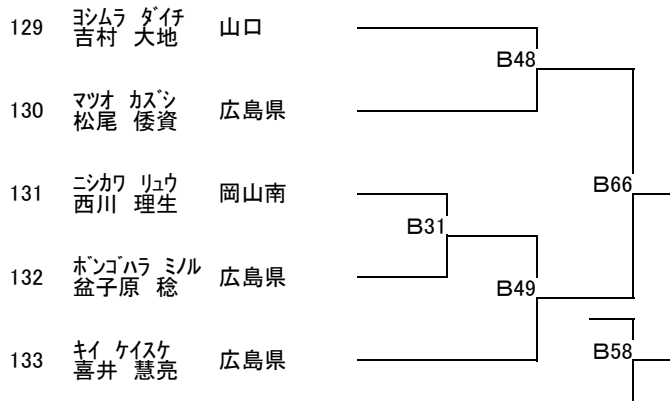 129 ﾖｼﾑﾗ ﾀﾞｲﾁ
吉村 大地 山口
B48
130 ﾏﾂｵ ｶｽﾞｼ
松尾 倭資 広島県
131 ﾆｼｶﾜ ﾘｭｳ
西川 理生 岡山南
B66
B31
132 ﾎﾞﾝｺﾞﾊﾗ ﾐﾉﾙ
盆子原 稔 広島県
B49
133 ｷｲ ｹｲｽｹ
喜井 慧亮 広島県
B58